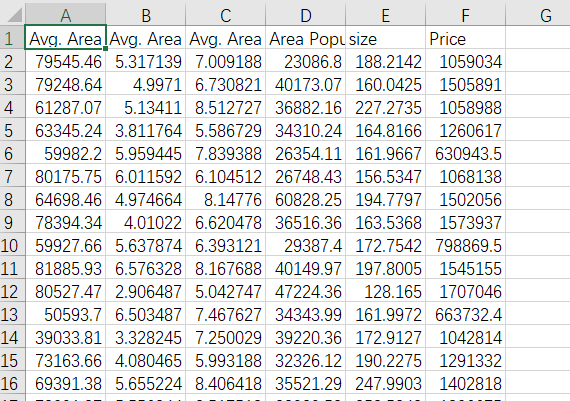 A B C D E F G
1 Avg. Area Avg. Area Avg. Area Area Popu size Price
2 79545.46 5.317139 7.009188 23086.8 188.2142 1059034
3 79248.64 4.9971 6.730821 40173.07 160.0425 1505891
4 61287.07 5.13411 8.512727 36882.16 227.2735 1058988
5 63345.24 3.811764 5.586729 34310.24 164.8166 1260617
6 59982.2 5.959445 7.839388 26354.11 161.9667 630943.5
7 80175.75 6.011592 6.104512 26748.43 156.5347 1068138
8 64698.46 4.974664 8.14776 60828.25 194.7797 1502056
9 78394.34 4.01022 6.620478 36516.36 163.5368 1573937
10 59927.66 5.637874 6.393121 29387.4 172.7542 798869.5
11 81885.93 6.576328 8.167688 40149.97 197.8005 1545155
12 80527.47 2.906487 5.042747 47224.36 128.165 1707046
13 50593.7 6.503487 7.467627 34343.99 161.9972 663732.4
14 39033.81 3.328245 7.250029 39220.36 172.9127 1042814
15 73163.66 4.080465 5.993188 32326.12 190.2275 1291332
16 69391.38 5.655224 8.406418 35521.29 247.9903 1402818